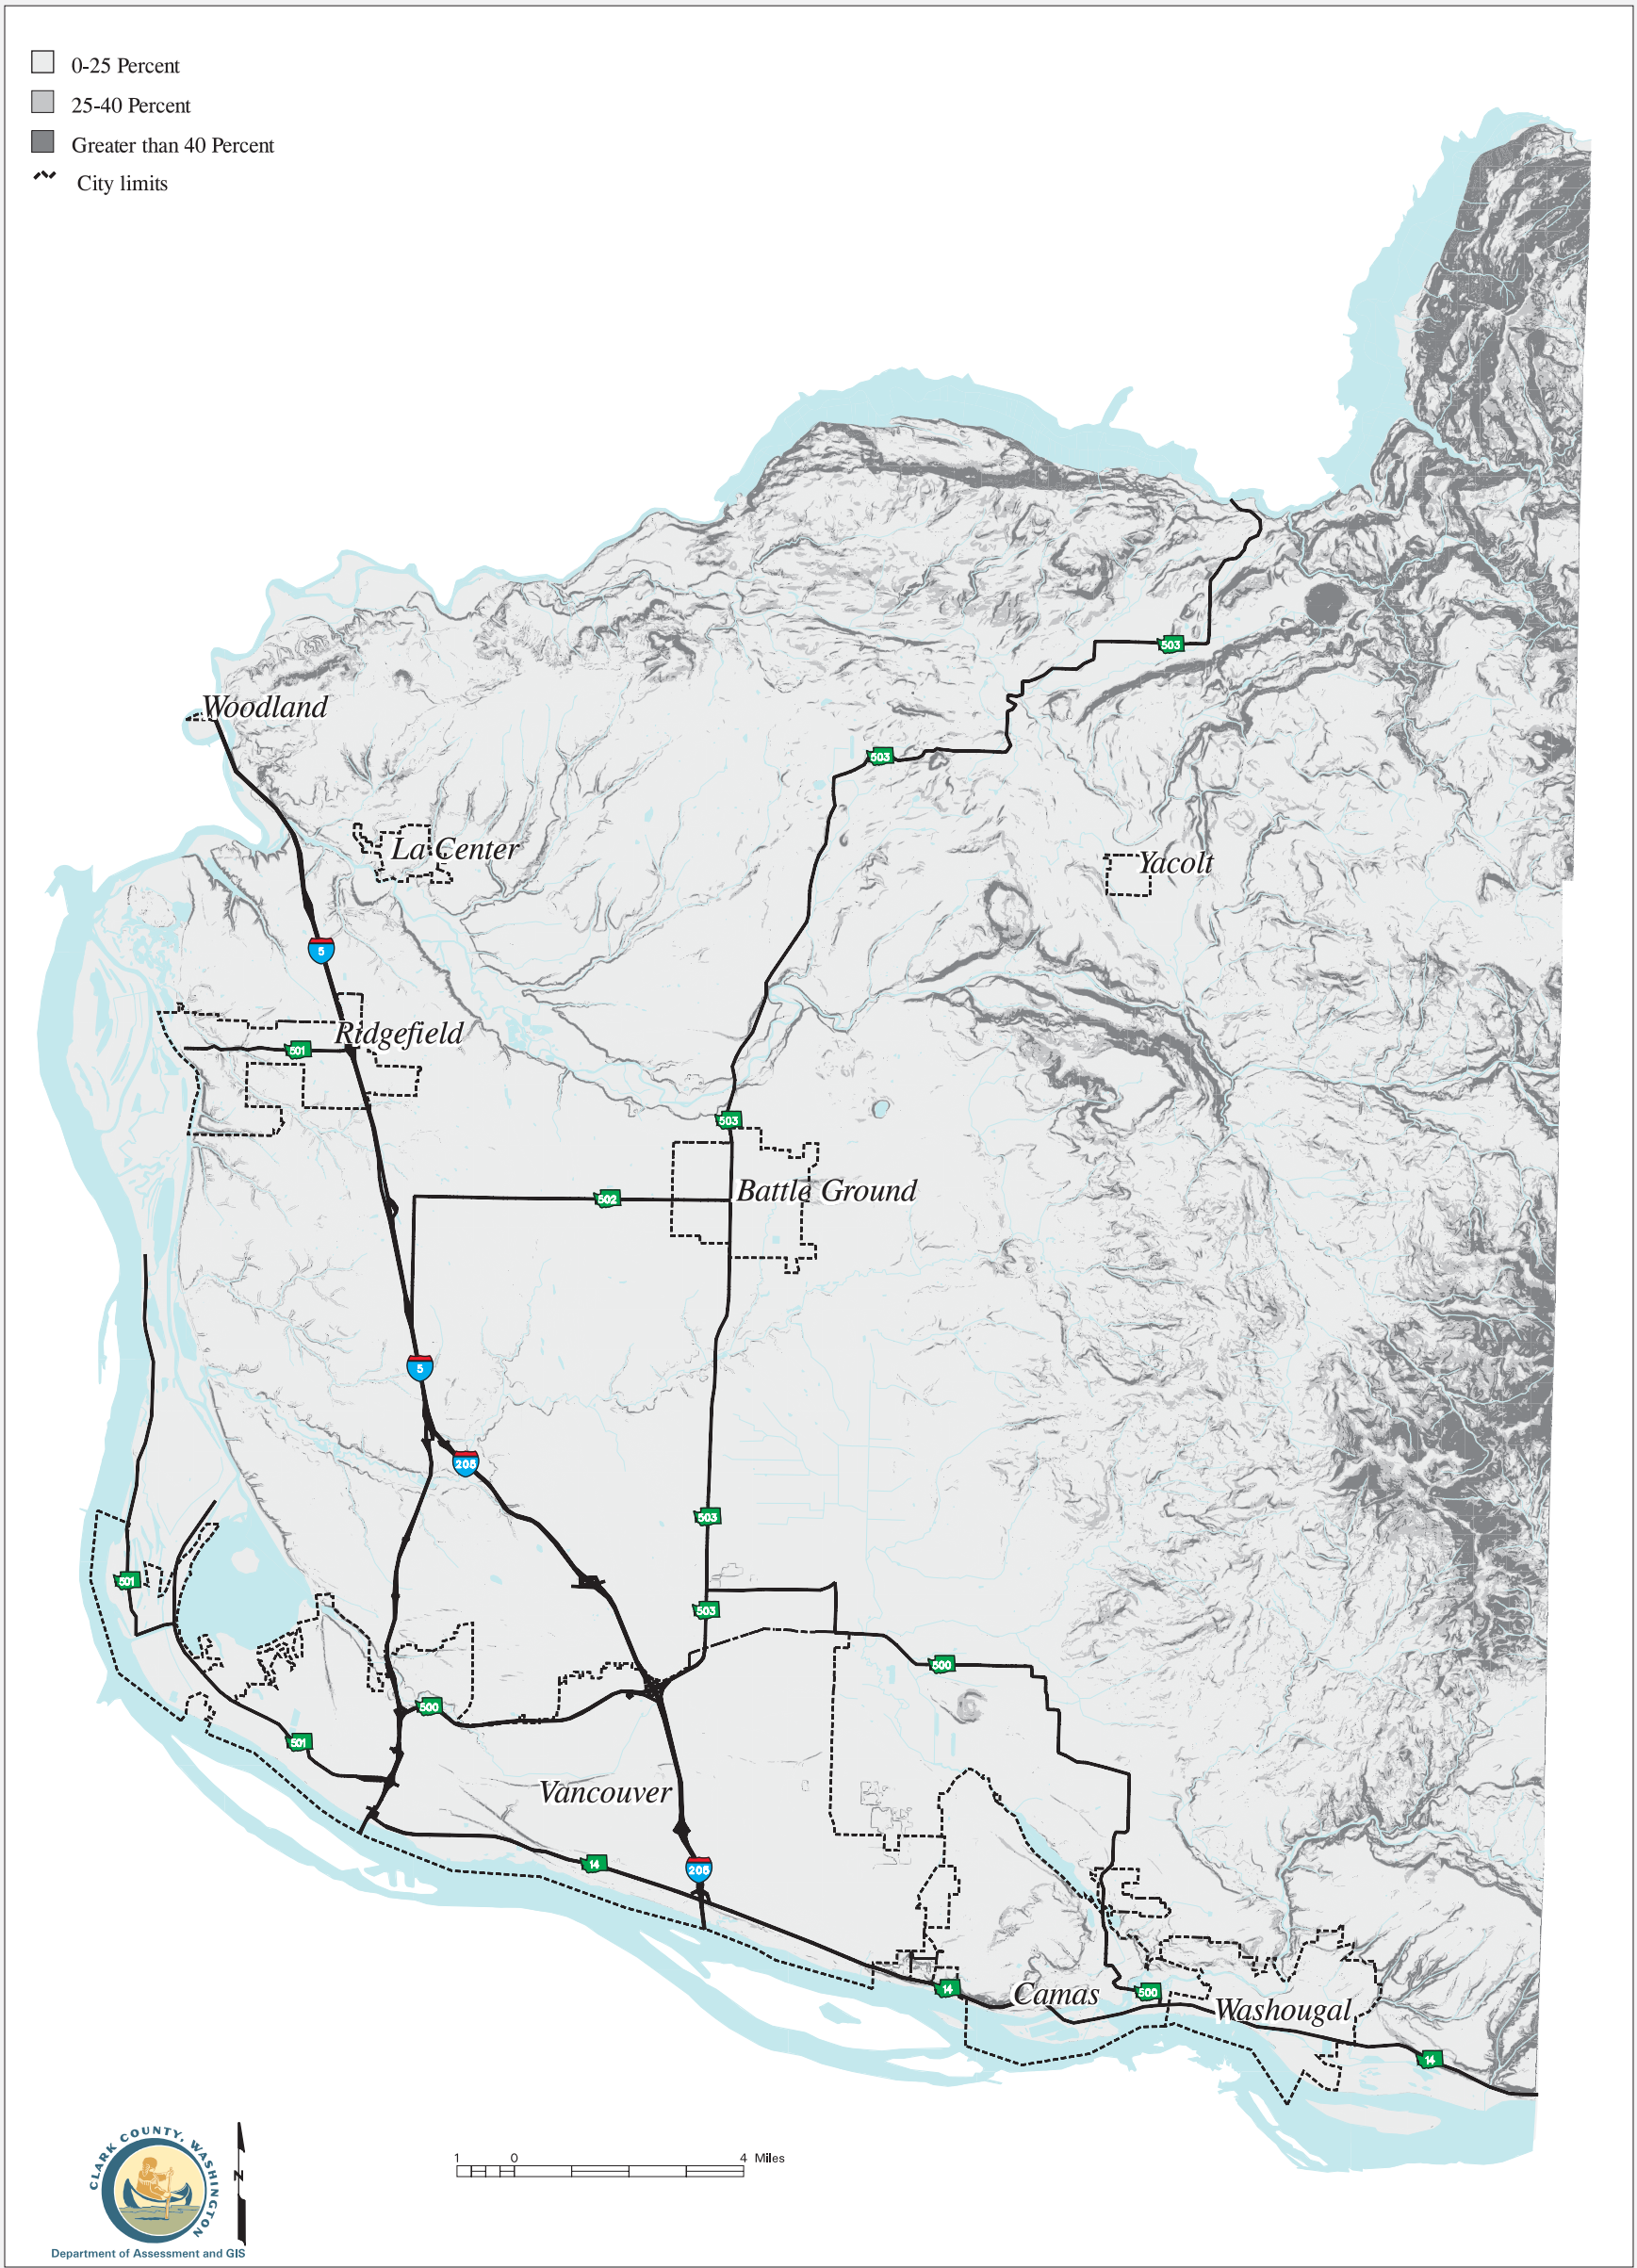 0-25 Percent
25-40 Percent
Greater than 40 Percent
City limits
503
Woodland
503
La Center
Yacolt
5
Ridgefield
501
503
Battle Ground
502
5
205
503
501
503
500
500
501
Vancouver
14
205
14
Camas
500
Washougal
14
CLARK COUNTY, WASHINGTON
N
1 0 4 Miles
Department of Assessment and GIS